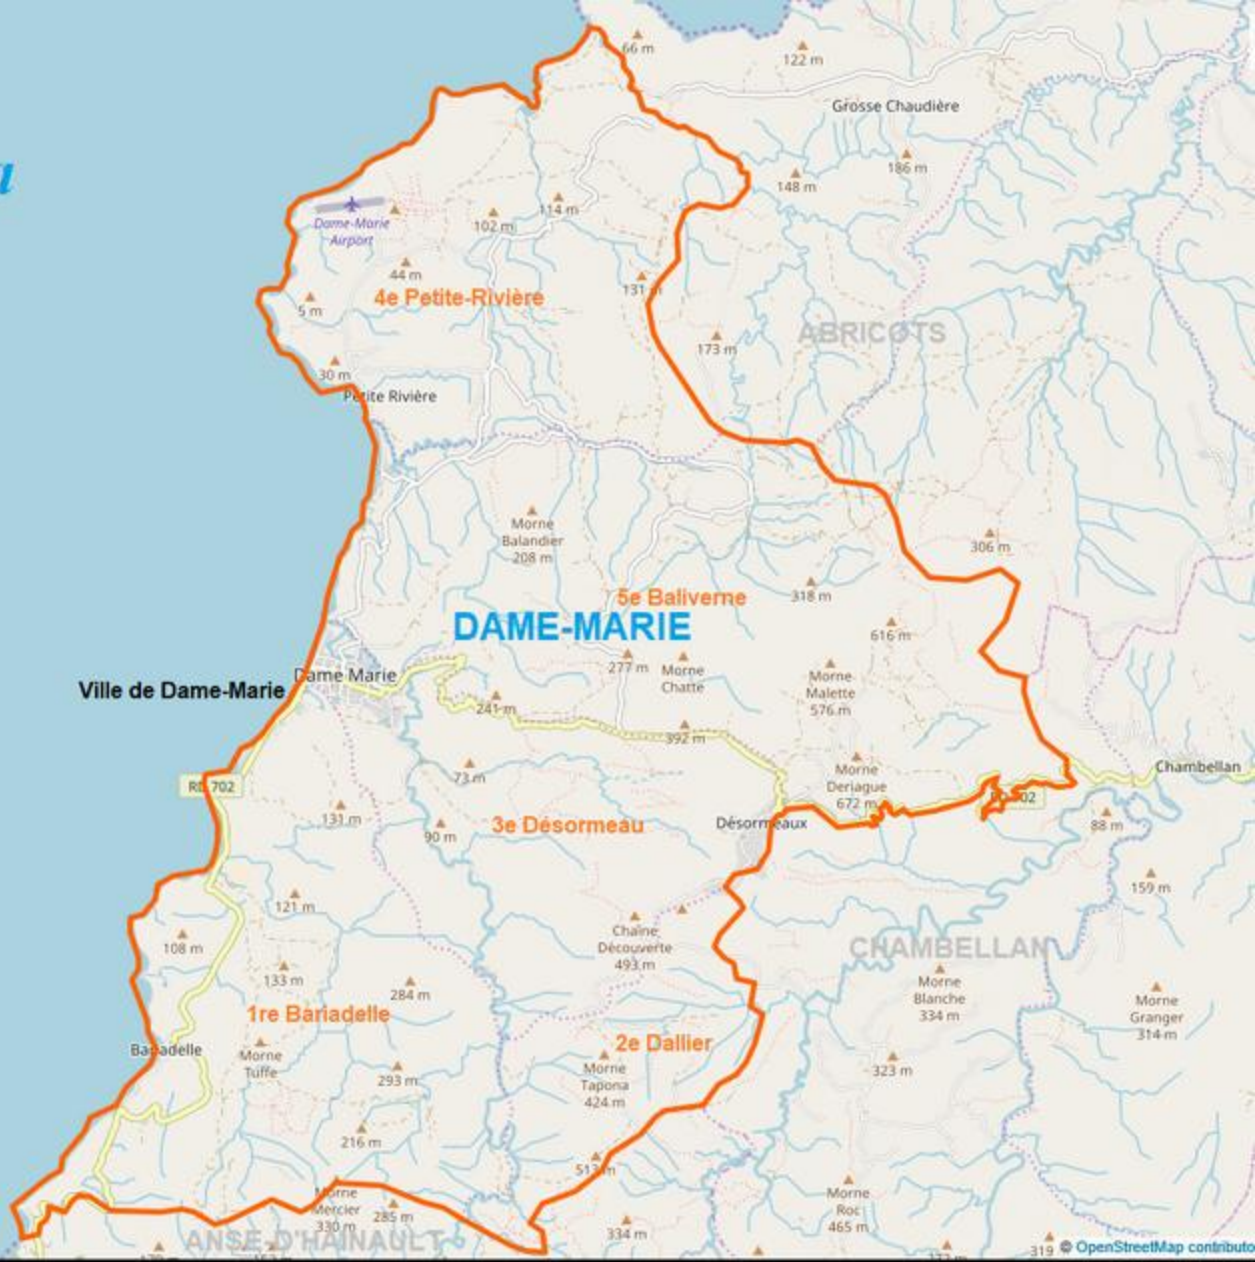 66 m
122 m
Grosse Chaudière
186 m
148 m
114 m
102 m
Dame-Marie
Airport
44 m
131 m
4e Petite-Rivière
5 m
ABRICOTS
173 m
30 m
Petite Rivière
Morne
Balandier
208 m
306 m
318 m
5e Baliverne
DAME-MARIE
616 m
277 m
Morne
Chatte
Dame Marie
Ville de Dame-Marie
Morne
Malette
576 m
241 m
392 m
Chambellan
73 m
Morne
Deriague
672 m
RD 702
RD 702
131 m
90 m
3e Désormeau
Désormeaux
88 m
159 m
121 m
108 m
Chaîne
Découverte
493 m
CHAMBELLAN
133 m
284 m
Morne
Blanche
334 m
Morne
Granger
314 m
1re Bariadelle
2e Dallier
Bariadelle
Morne
Tuffe
293 m
Morne
Tapona
424 m
323 m
216 m
513 m
Morne
Mercier
330 m
285 m
Morne
Roc
465 m
334 m
ANSE-D'HAINAULT
319
© OpenStreetMap contributo